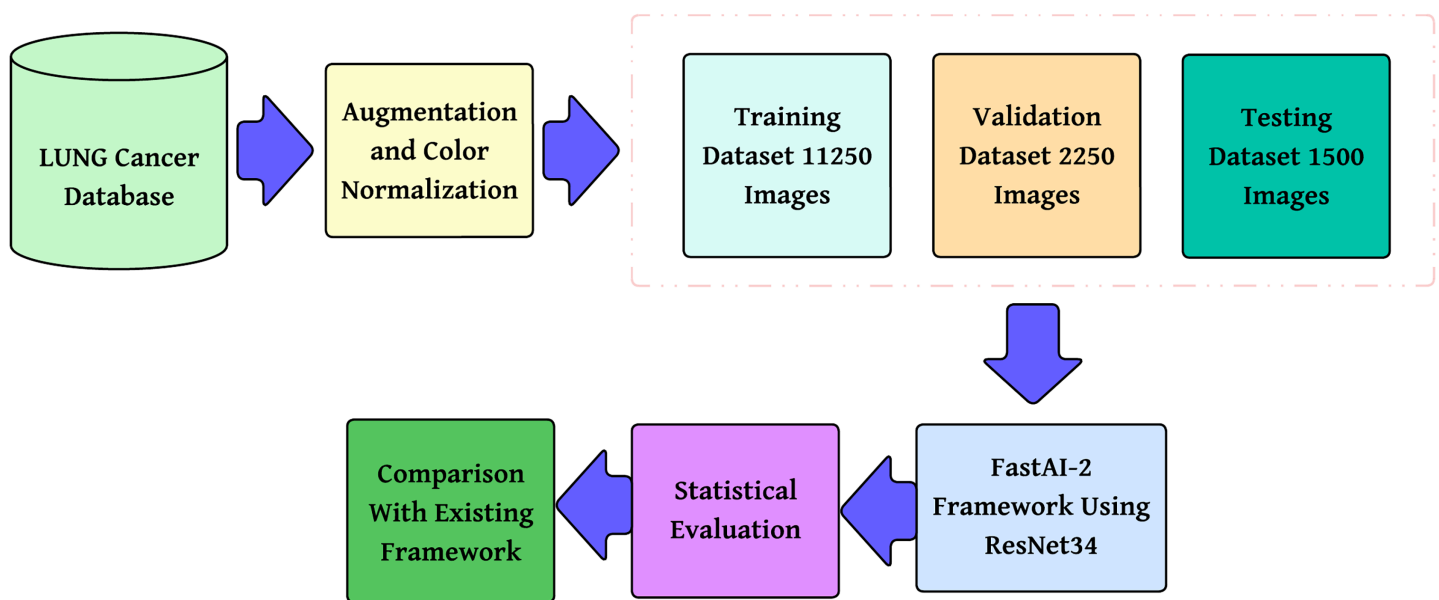 LUNG Cancer
Database
Augmentation
and Color
Normalization
Training
Dataset 11250
Images
Validation
Dataset 2250
Images
Testing
Dataset 1500
Images
FastAI-2
Framework Using
ResNet34
Statistical
Evaluation
Comparison
With Existing
Framework